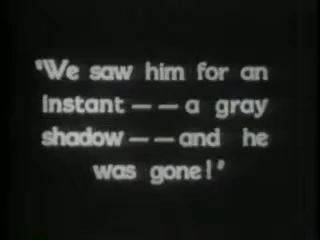 "We saw him for an
instant -- a gray
shadow -- and he
was gone!"